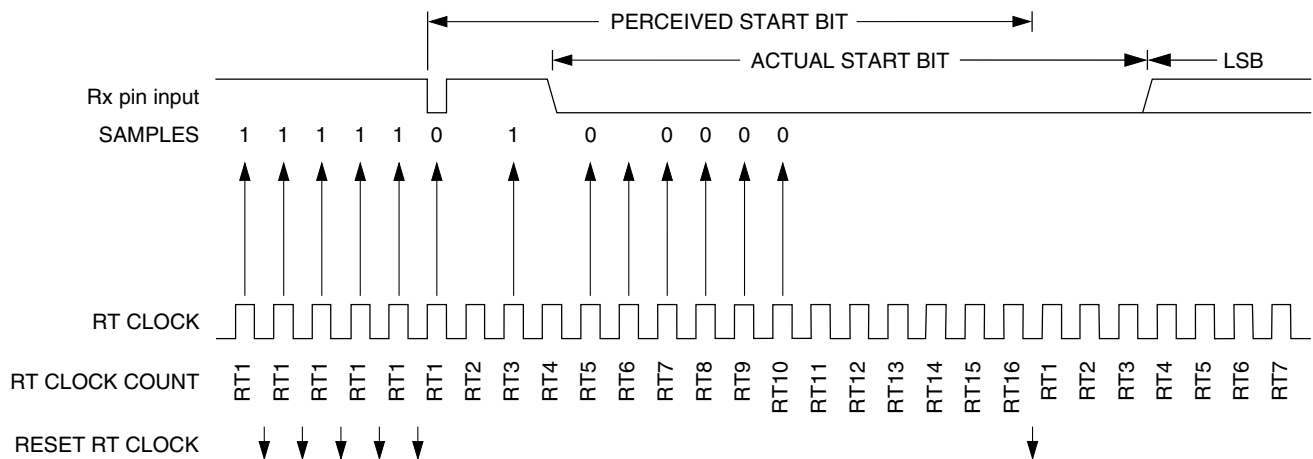 PERCEIVED START BIT
ACTUAL START BIT LSB
Rx pin input
SAMPLES 1 1 1 1 1 0 1 0 0 0 0 0
RT CLOCK
RT CLOCK COUNT RT1 RT1 RT1 RT1 RT1 RT1 RT2 RT3 RT4 RT5 RT6 RT7 RT8 RT9 RT10 RT11 RT12 RT13 RT14 RT15 RT16 RT1 RT2 RT3 RT4 RT5 RT6 RT7
RESET RT CLOCK